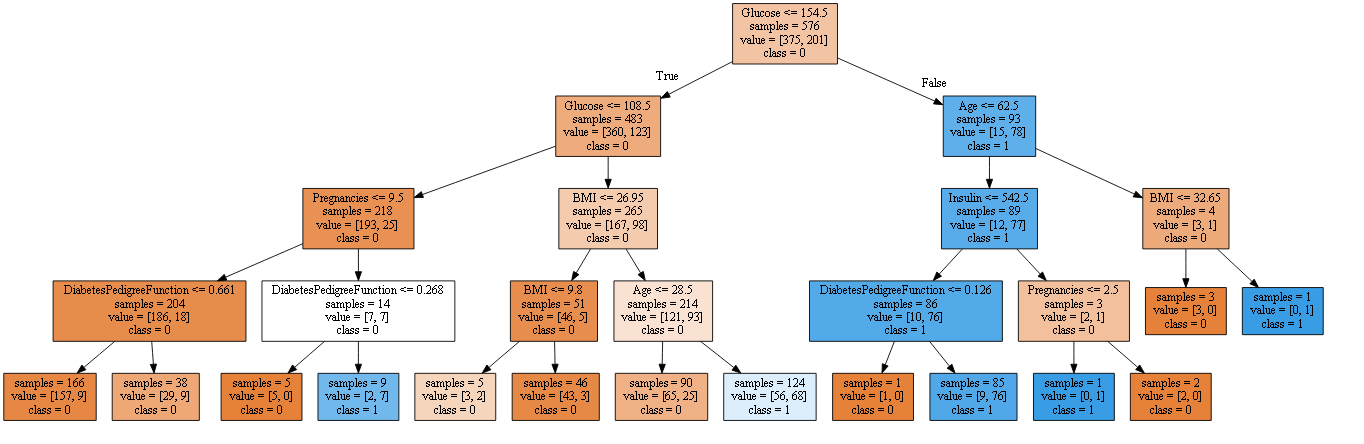 Glucose <= 154.5
samples = 576
value = [375, 201]
class = 0
True
False
Glucose <= 108.5
samples = 483
value = [360, 123]
class = 0
Age <= 62.5
samples = 93
value = [15, 78]
class = 1
Pregnancies <= 9.5
samples = 218
value = [193, 25]
class = 0
BMI <= 26.95
samples = 265
value = [167, 98]
class = 0
Insulin <= 542.5
samples = 89
value = [12, 77]
class = 1
BMI <= 32.65
samples = 4
value = [3, 1]
class = 0
DiabetesPedigreeFunction <= 0.661
samples = 204
value = [186, 18]
class = 0
DiabetesPedigreeFunction <= 0.268
samples = 14
value = [7, 7]
class = 0
BMI <= 9.8
samples = 51
value = [46, 5]
class = 0
Age <= 28.5
samples = 214
value = [121, 93]
class = 0
DiabetesPedigreeFunction <= 0.126
samples = 86
value = [10, 76]
class = 1
Pregnancies <= 2.5
samples = 3
value = [2, 1]
class = 0
samples = 3
value = [3, 0]
class = 0
samples = 1
value = [0, 1]
class = 1
samples = 166
value = [157, 9]
class = 0
samples = 38
value = [29, 9]
class = 0
samples = 5
value = [5, 0]
class = 0
samples = 9
value = [2, 7]
class = 1
samples = 5
value = [3, 2]
class = 0
samples = 46
value = [43, 3]
class = 0
samples = 90
value = [65, 25]
class = 0
samples = 124
value = [56, 68]
class = 1
samples = 1
value = [1, 0]
class = 0
samples = 85
value = [9, 76]
class = 1
samples = 1
value = [0, 1]
class = 1
samples = 2
value = [2, 0]
class = 0